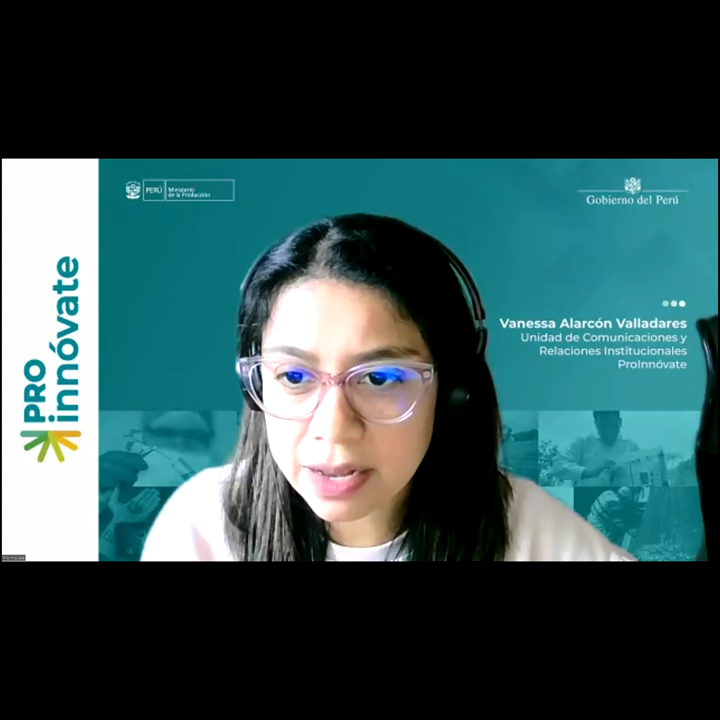 PERÚ
Ministerio
de la Producción
Gobierno del Perú
PRO
innóvate
Vanessa Alarcón Valladares
Unidad de Comunicaciones y
Relaciones Institucionales
ProInnóvate